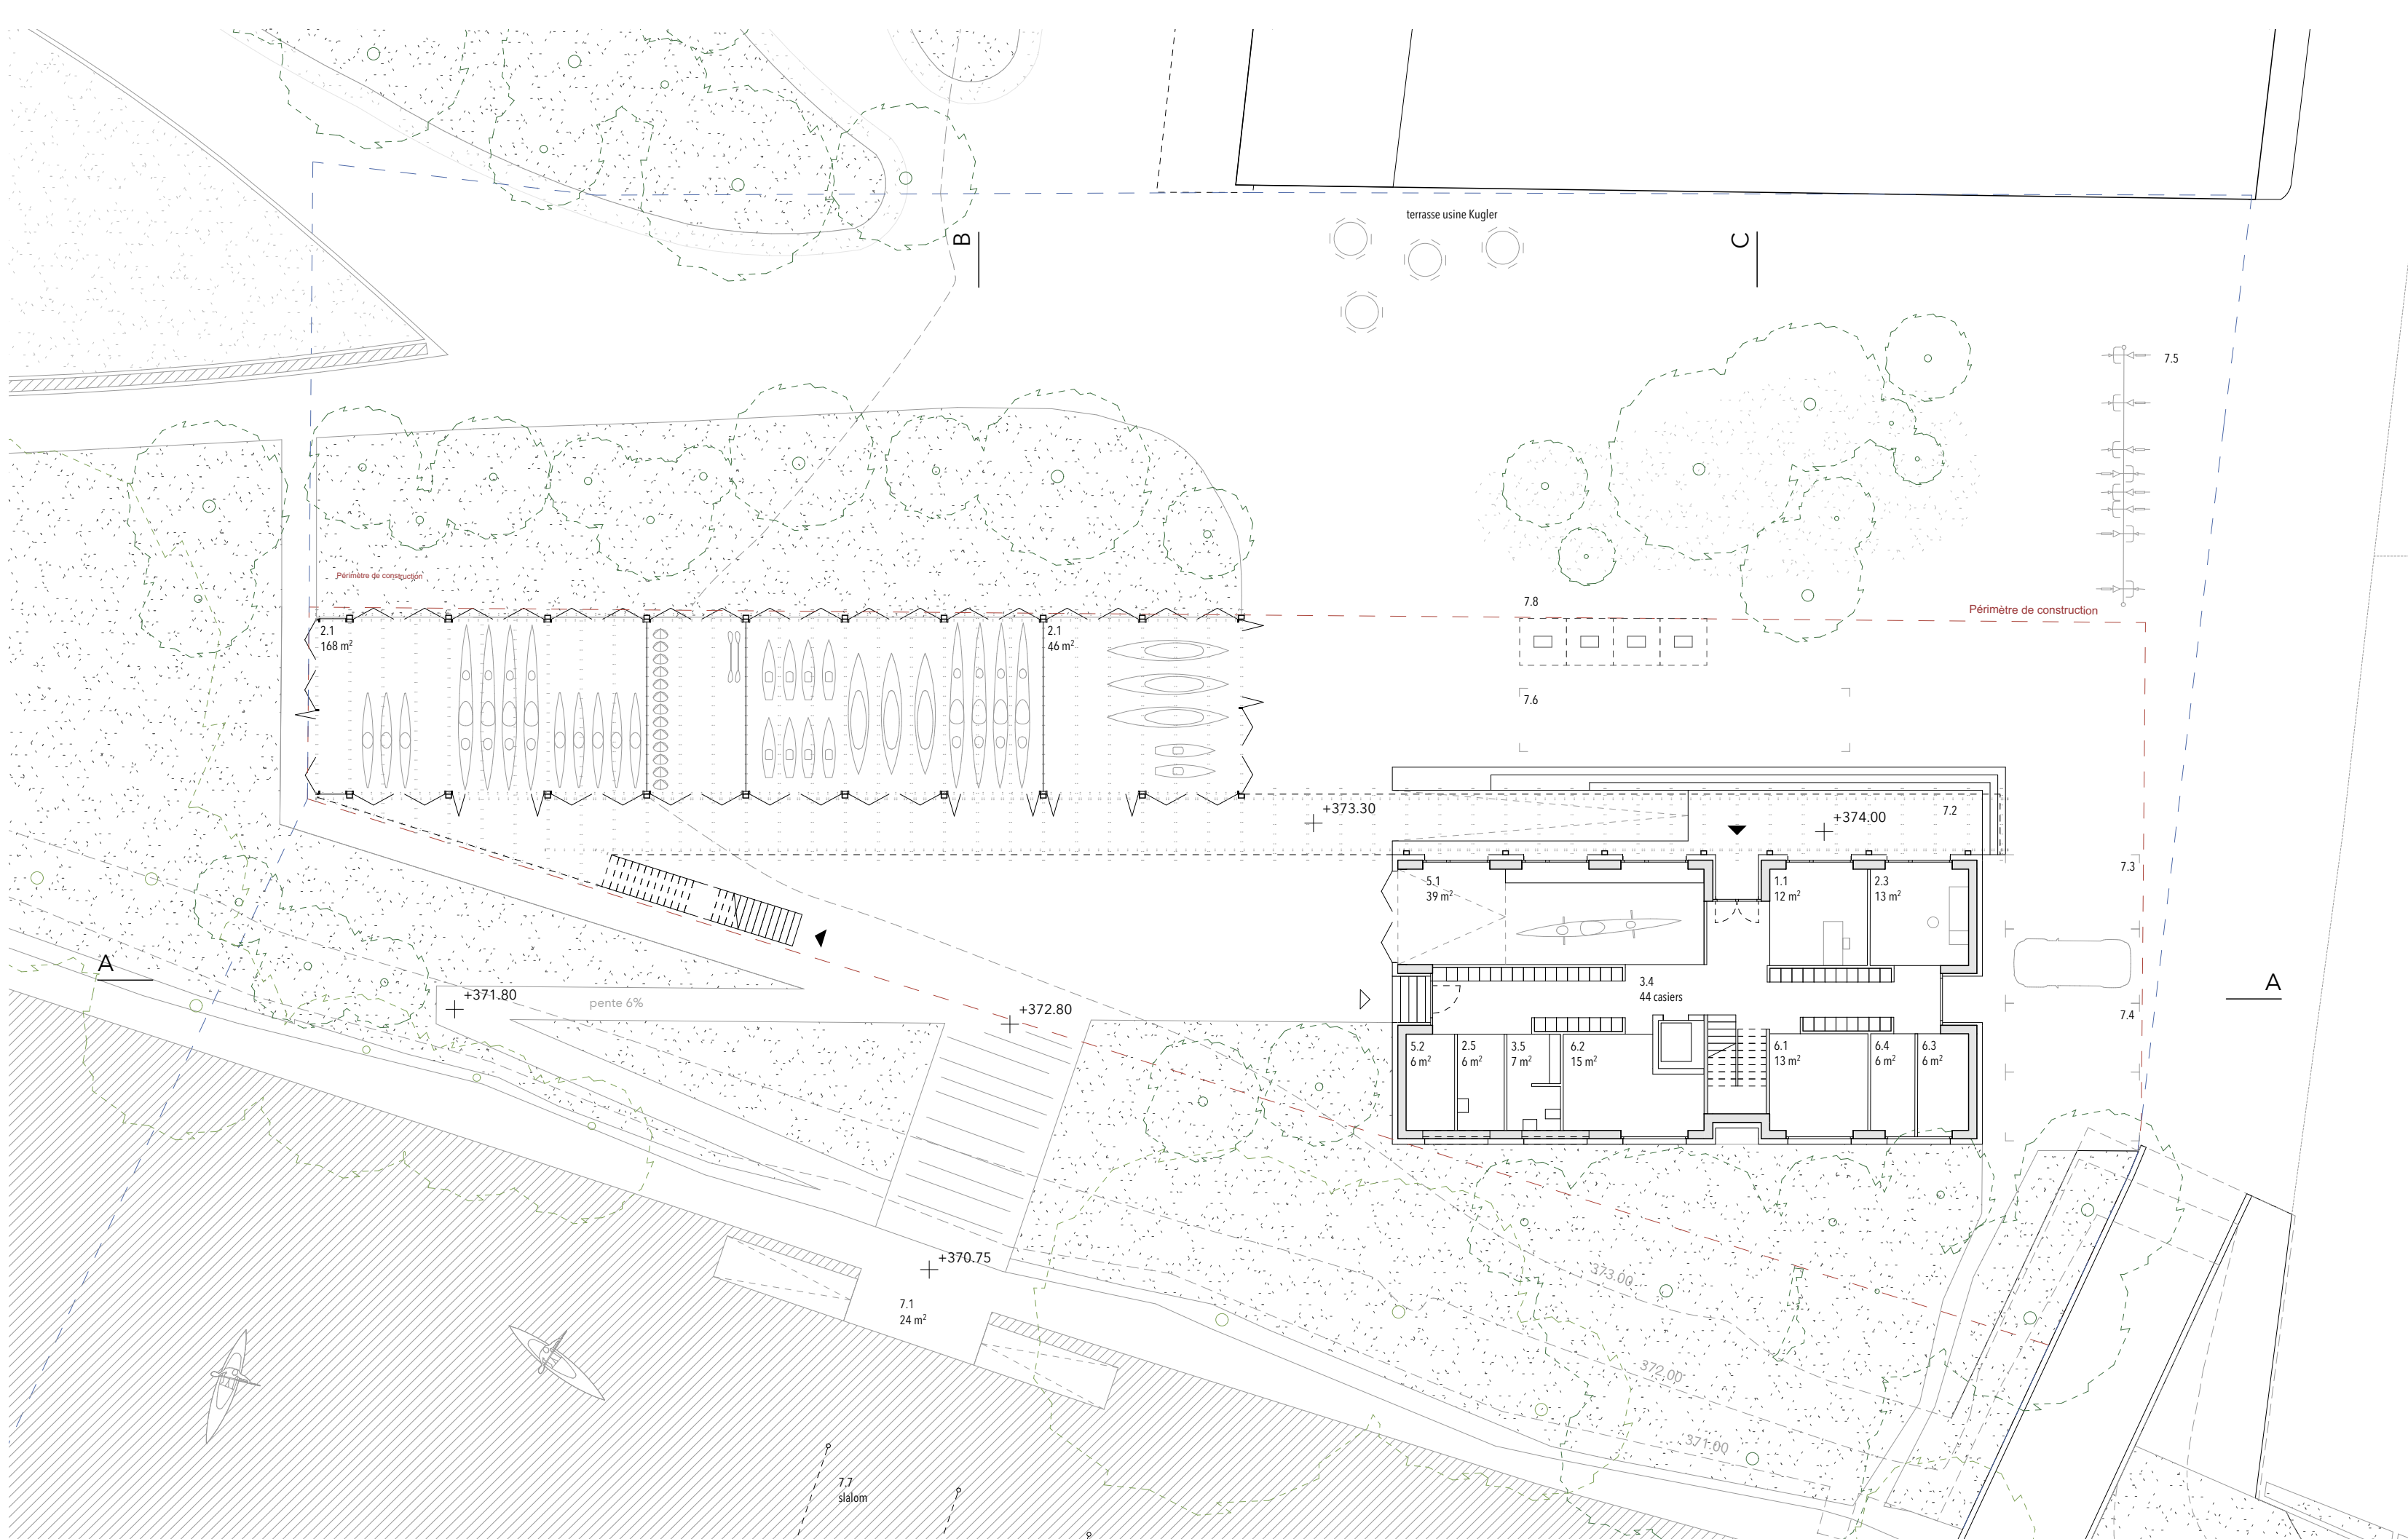 terrasse usine Kugler
B
C
7.5
Périmètre de construction
7.8
Périmètre de construction
2.1
168 m²
2.1
46 m²
7.6
+373.30
+374.00
7.2
7.3
5.1
39 m²
1.1
12 m²
2.3
13 m²
A
+371.80
pente 6%
+372.80
3.4
44 casiers
A
7.4
5.2
6 m²
2.5
6 m²
3.5
7 m²
6.2
15 m²
6.1
13 m²
6.4
6 m²
6.3
6 m²
+370.75
373.00
7.1
24 m²
372.00
371.00
7.7
slalom